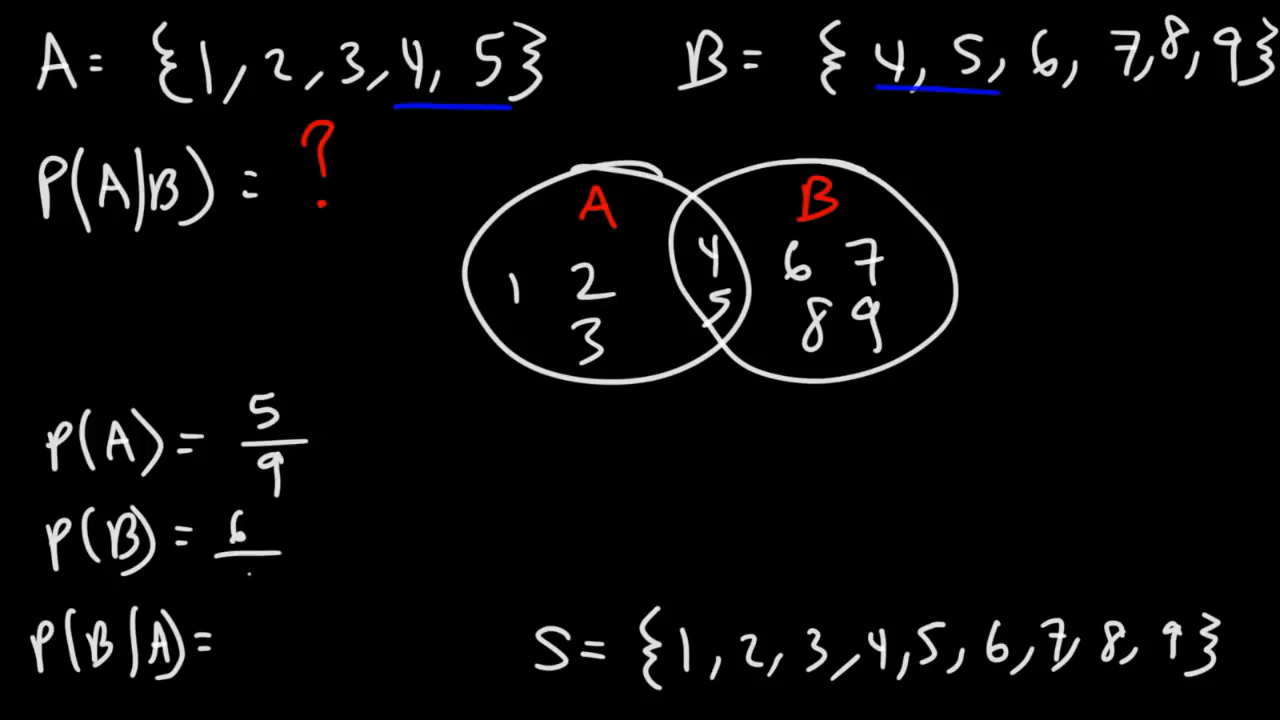 A = {1, 2, 3, 4, 5}
B = {4, 5, 6, 7, 8, 9}
P(A|B) = ?
A B
1 2 4 6 7
3 5 8 9
P(A) = 5/9
P(B) = 6/
P(B|A) =
S = {1, 2, 3, 4, 5, 6, 7, 8, 9}